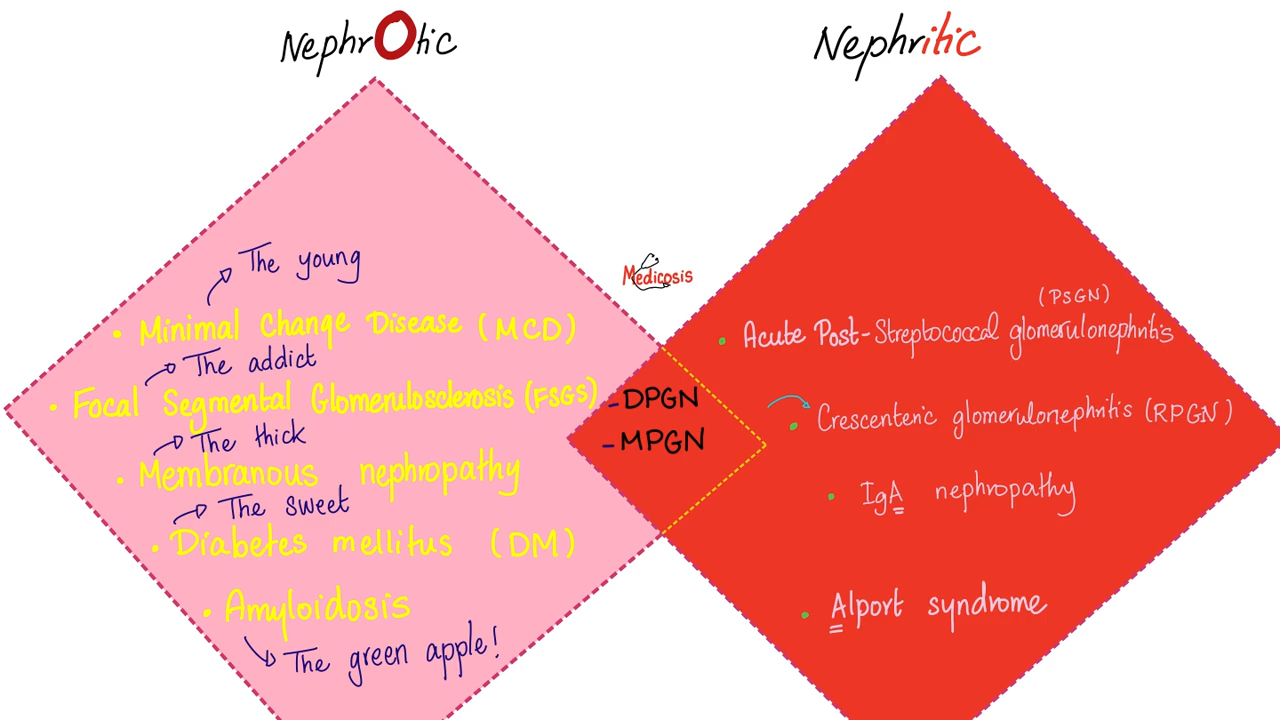 NephrOtic
The young
• Minimal Change Disease (MCD)
The addict
• Focal Segmental Glomerulosclerosis (FSGS)
The thick
• Membranous nephropathy
The sweet
• Diabetes mellitus (DM)
• Amyloidosis
The green apple!
Medicosis
- DPGN
- MPGN
Nephritic
(PSGN)
• Acute Post-Streptococcal glomerulonephritis
• Crescenteric glomerulonephritis (RPGN)
• IgA nephropathy
• Alport syndrome